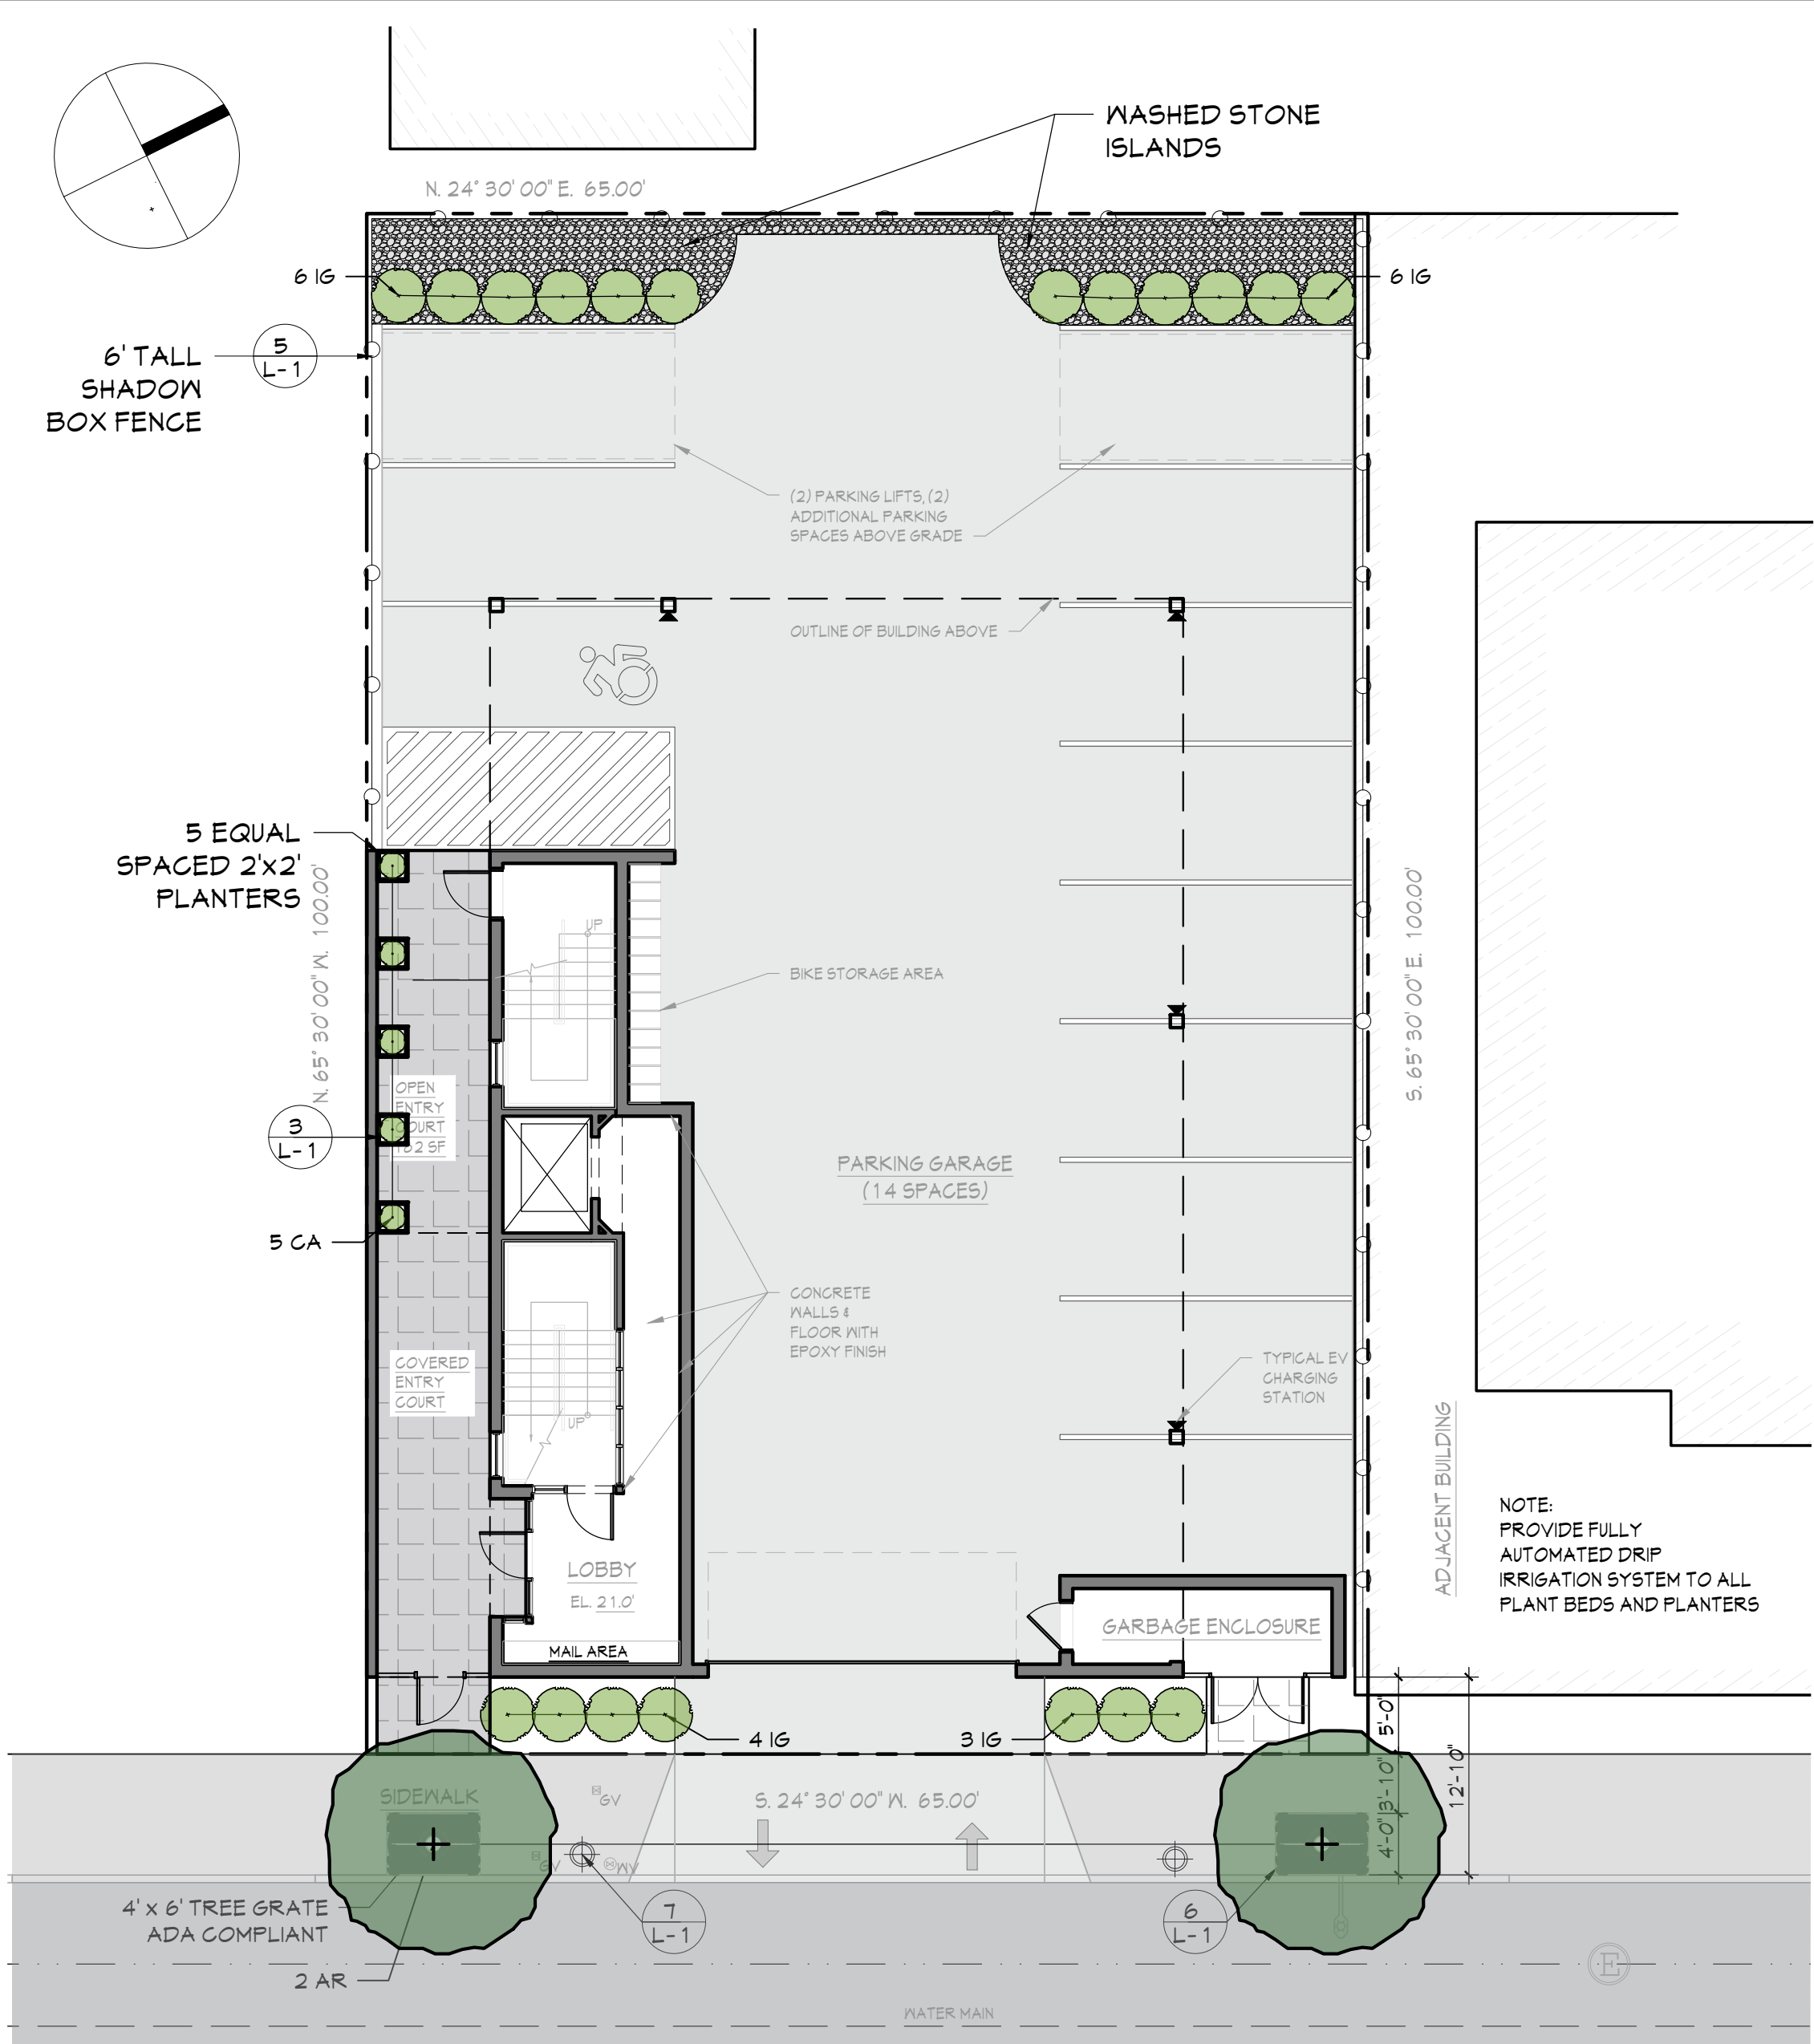 WASHED STONE
ISLANDS
N. 24° 30' 00" E. 65.00'
6 IG
6 IG
5
L-1
6' TALL
SHADOW
BOX FENCE
(2) PARKING LIFTS, (2)
ADDITIONAL PARKING
SPACES ABOVE GRADE
OUTLINE OF BUILDING ABOVE
5 EQUAL
SPACED 2'x2'
PLANTERS
N. 65° 30' 00" W. 100.00'
S. 65° 30' 00" E. 100.00'
UP
BIKE STORAGE AREA
OPEN
ENTRY
COURT
SF
3
L-1
PARKING GARAGE
(14 SPACES)
5 CA
CONCRETE
WALLS &
FLOOR WITH
EPOXY FINISH
COVERED
ENTRY
COURT
TYPICAL EV
CHARGING
STATION
UP
ADJACENT BUILDING
NOTE:
PROVIDE FULLY
AUTOMATED DRIP
IRRIGATION SYSTEM TO ALL
PLANT BEDS AND PLANTERS
LOBBY
EL. 21.0'
MAIL AREA
GARBAGE ENCLOSURE
4 IG
3 IG
5'-0"
3'-10"
4'-0"
12'-10"
SIDEWALK
GV
S. 24° 30' 00" W. 65.00'
GV
WV
4' x 6' TREE GRATE
ADA COMPLIANT
7
L-1
6
L-1
2 AR
E
WATER MAIN